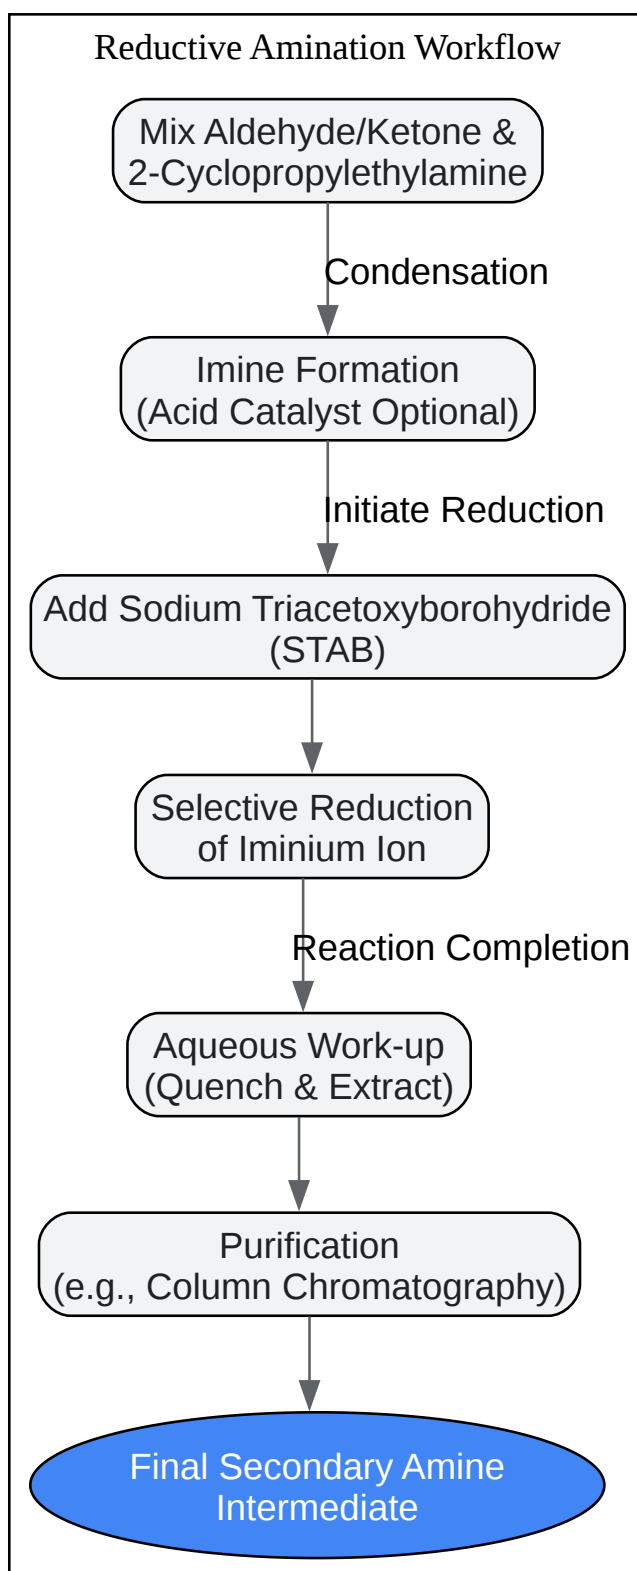 Reductive Amination Workflow
Mix Aldehyde/Ketone &
2-Cyclopropylethylamine
Condensation
Imine Formation
(Acid Catalyst Optional)
Initiate Reduction
Add Sodium Triacetoxyborohydride
(STAB)
Selective Reduction
of Iminium Ion
Reaction Completion
Aqueous Work-up
(Quench & Extract)
Purification
(e.g., Column Chromatography)
Final Secondary Amine
Intermediate